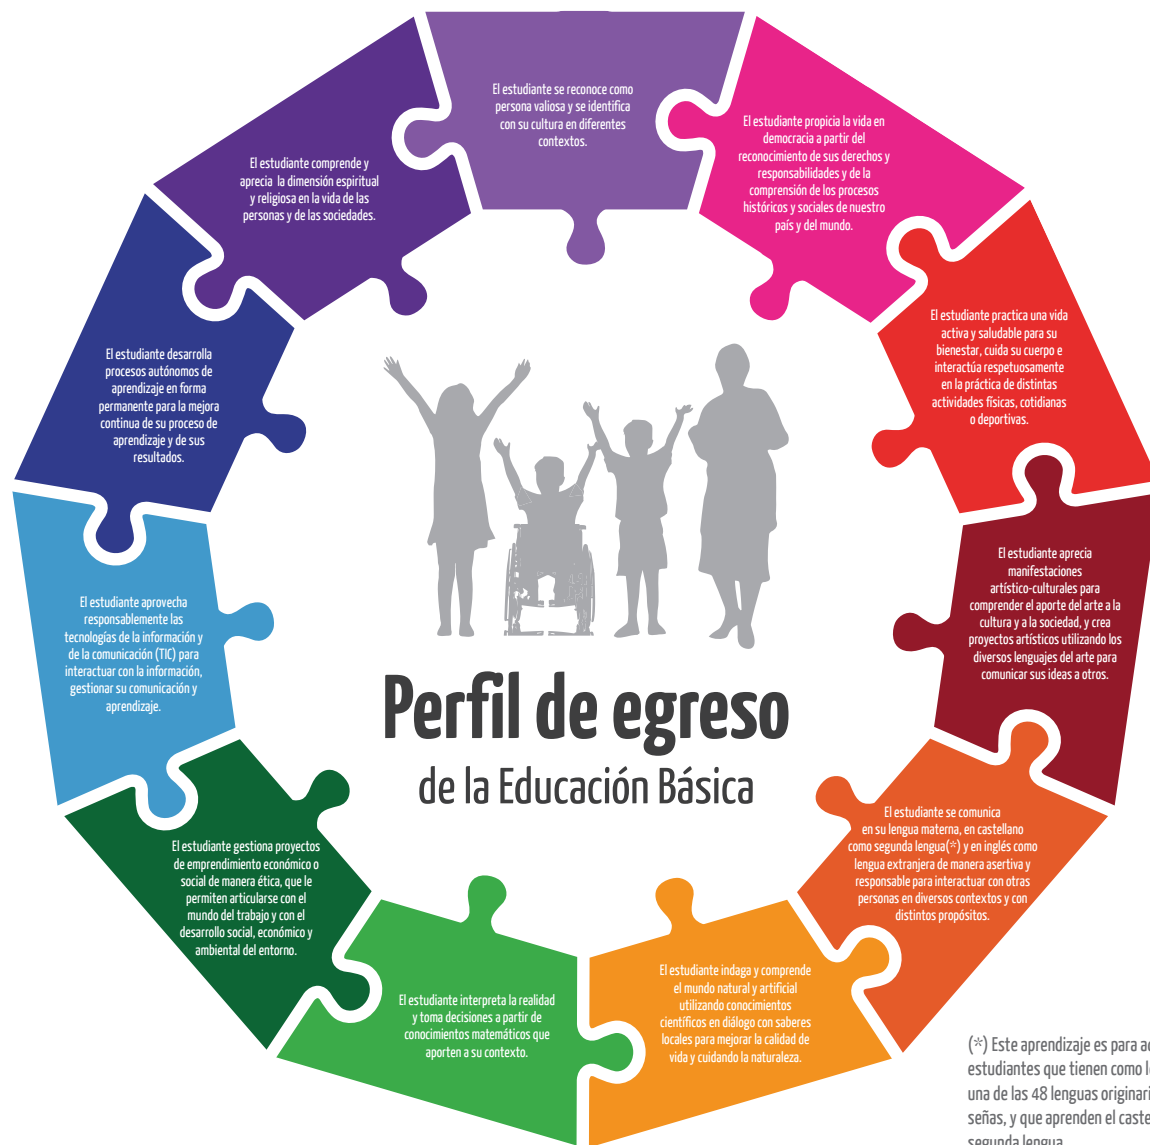 El estudiante se reconoce como
persona valiosa y se identifica
con su cultura en diferentes
contextos.
El estudiante propicia la vida en
democracia a partir del
reconocimiento de sus derechos y
responsabilidades y de la
comprensión de los procesos
históricos y sociales de nuestro
país y del mundo.
El estudiante practica una vida
activa y saludable para su
bienestar, cuida su cuerpo e
interactúa respetuosamente
en la práctica de distintas
actividades físicas, cotidianas
o deportivas.
El estudiante aprecia
manifestaciones
artístico-culturales para
comprender el aporte del arte a la
cultura y a la sociedad, y crea
proyectos artísticos utilizando los
diversos lenguajes del arte para
comunicar sus ideas a otros.
El estudiante se comunica
en su lengua materna, en castellano
como segunda lengua(*) y en inglés como
lengua extranjera de manera asertiva y
responsable para interactuar con otras
personas en diversos contextos y con
distintos propósitos.
El estudiante indaga y comprende
el mundo natural y artificial
utilizando conocimientos
científicos en diálogo con saberes
locales para mejorar la calidad de
vida y cuidando la naturaleza.
El estudiante interpreta la realidad
y toma decisiones a partir de
conocimientos matemáticos que
aporten a su contexto.
El estudiante gestiona proyectos
de emprendimiento económico o
social de manera ética, que le
permiten articularse con el
mundo del trabajo y con el
desarrollo social, económico y
ambiental del entorno.
El estudiante aprovecha
responsablemente las
tecnologías de la información y
de la comunicación (TIC) para
interactuar con la información,
gestionar su comunicación y
aprendizaje.
El estudiante desarrolla
procesos autónomos de
aprendizaje en forma
permanente para la mejora
continua de su proceso de
aprendizaje y de sus
resultados.
El estudiante comprende y
aprecia la dimensión espiritual
y religiosa en la vida de las
personas y de las sociedades.
Perfil de egreso
de la Educación Básica
(*) Este aprendizaje es para
estudiantes que tienen como
una de las 48 lenguas
señas, y que aprenden el
segunda lengua